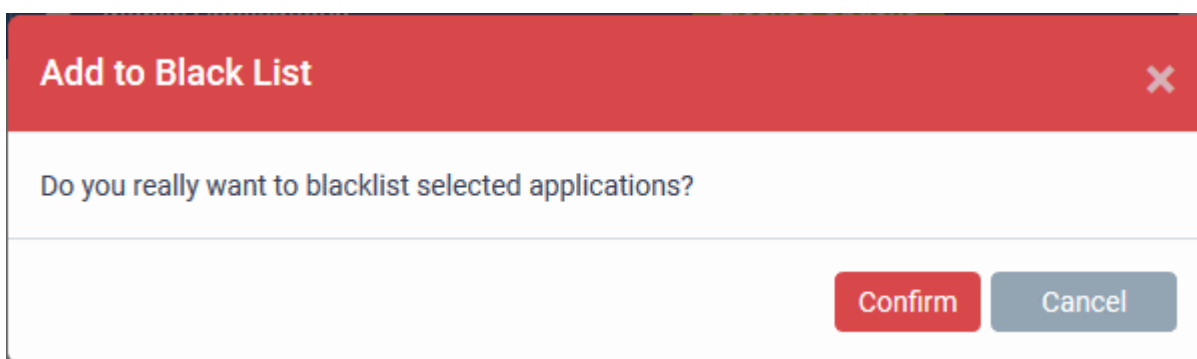 Add to Black List
Do you really want to blacklist selected applications?
Confirm Cancel